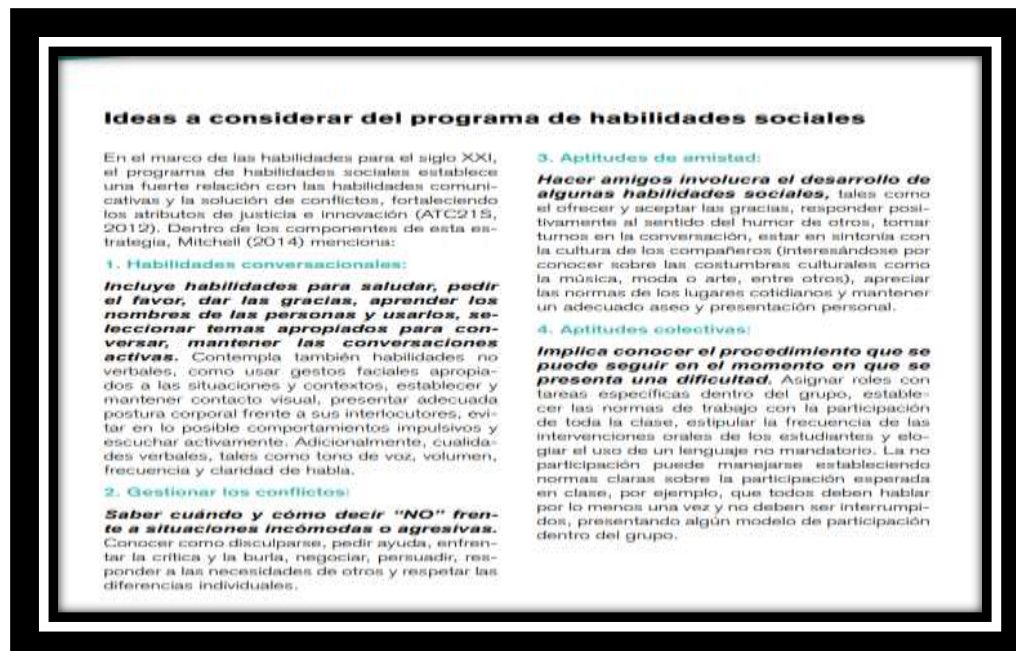 Ideas a considerar del programa de habilidades sociales
En el marco de las habilidades para el siglo XXI,
el programa de habilidades sociales establece
una fuerte relación con las habilidades comuni-
cativas y la solución de conflictos, fortaleciendo
los atributos de justicia e innovación (ATC21S,
2012). Dentro de los componentes de esta es-
trategia, Mitchell (2014) menciona:
1. Habilidades conversacionales:
Incluye habilidades para saludar, pedir
el favor, dar las gracias, aprender los
nombres de las personas y usarlos, se-
leccionar temas apropiados para con-
versar, mantener las conversaciones
activas. Contempla también habilidades no
verbales, como usar gestos faciales apropia-
dos a las situaciones y contextos, establecer y
mantener contacto visual, presentar adecuada
postura corporal frente a sus interlocutores, evi-
tar en lo posible comportamientos impulsivos y
escuchar activamente. Adicionalmente, cualida-
des verbales, tales como tono de voz, volumen,
frecuencia y claridad de habla.
2. Gestionar los conflictos:
Saber cuándo y cómo decir "NO" fren-
te a situaciones incómodas o agresivas.
Conocer como disculparse, pedir ayuda, enfren-
tar la crítica y la burla, negociar, persuadir, res-
ponder a las necesidades de otros y respetar las
diferencias individuales.
3. Aptitudes de amistad:
Hacer amigos involucra el desarrollo de
algunas habilidades sociales, tales como
el ofrecer y aceptar las gracias, responder posi-
tivamente al sentido del humor de otros, tomar
turnos en la conversación, estar en sintonía con
la cultura de los compañeros (interesándose por
conocer sobre las costumbres culturales como
la música, moda o arte, entre otros), apreciar
las normas de los lugares cotidianos y mantener
un adecuado aseo y presentación personal.
4. Aptitudes colectivas:
Implica conocer el procedimiento que se
puede seguir en el momento en que se
presenta una dificultad. Asignar roles con
tareas específicas dentro del grupo, estable-
cer las normas de trabajo con la participación
de toda la clase, estipular la frecuencia de las
intervenciones orales de los estudiantes y elo-
giar el uso de un lenguaje no mandatorio. La no
participación puede manejarse estableciendo
normas claras sobre la participación esperada
en clase, por ejemplo, que todos deben hablar
por lo menos una vez y no deben ser interrumpi-
dos, presentando algún modelo de participación
dentro del grupo.